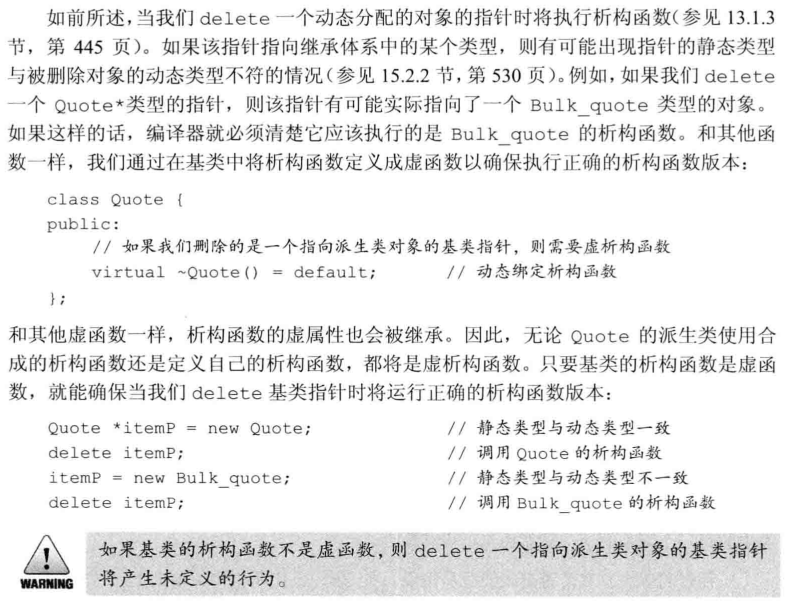 如前所述,当我们 delete 一个动态分配的对象的指针时将执行析构函数(参见 13.1.3
节,第 445 页)。如果该指针指向继承体系中的某个类型,则有可能出现指针的静态类型
与被删除对象的动态类型不符的情况(参见 15.2.2 节,第 530 页)。例如,如果我们 delete
一个 Quote*类型的指针,则该指针有可能实际指向了一个 Bulk_quote 类型的对象。
如果这样的话,编译器就必须清楚它应该执行的是 Bulk_quote 的析构函数。和其他函
数一样,我们通过在基类中将析构函数定义成虚函数以确保执行正确的析构函数版本:
class Quote {
public:
// 如果我们删除的是一个指向派生类对象的基类指针,则需要虚析构函数
virtual ~Quote() = default; // 动态绑定析构函数
};
和其他虚函数一样,析构函数的虚属性也会被继承。因此,无论 Quote 的派生类使用合
成的析构函数还是定义自己的析构函数,都将是虚析构函数。只要基类的析构函数是虚函
数,就能确保当我们 delete 基类指针时将运行正确的析构函数版本:
Quote *itemP = new Quote; // 静态类型与动态类型一致
delete itemP; // 调用 Quote 的析构函数
itemP = new Bulk_quote; // 静态类型与动态类型不一致
delete itemP; // 调用 Bulk_quote 的析构函数
如果基类的析构函数不是虚函数,则 delete 一个指向派生类对象的基类指针
将产生未定义的行为。
WARNING